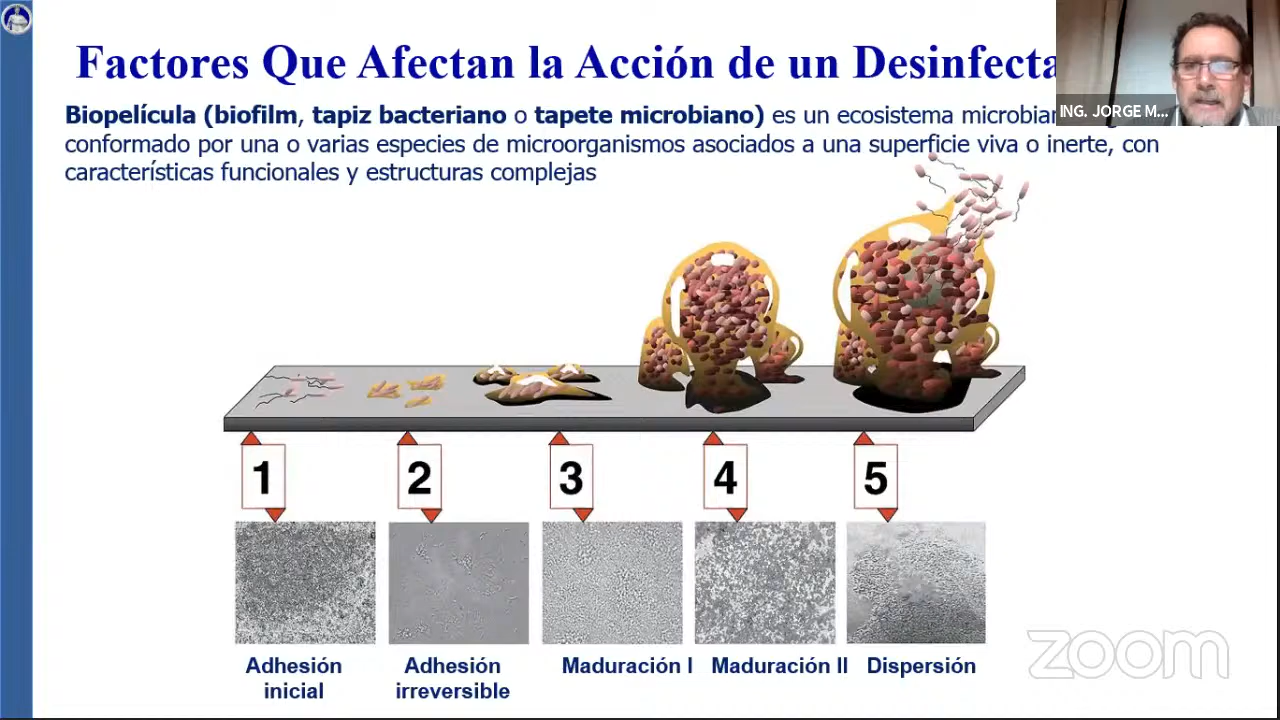 Factores Que Afectan la Acción de un Desinfecta
ING. JORGE M...
Biopelícula (biofilm, tapiz bacteriano o tapete microbiano) es un ecosistema microbia
conformado por una o varias especies de microorganismos asociados a una superficie viva o inerte, con
características funcionales y estructuras complejas
1 2 3 4 5
Adhesión inicial
Adhesión irreversible
Maduración I
Maduración II
Dispersión
zoom